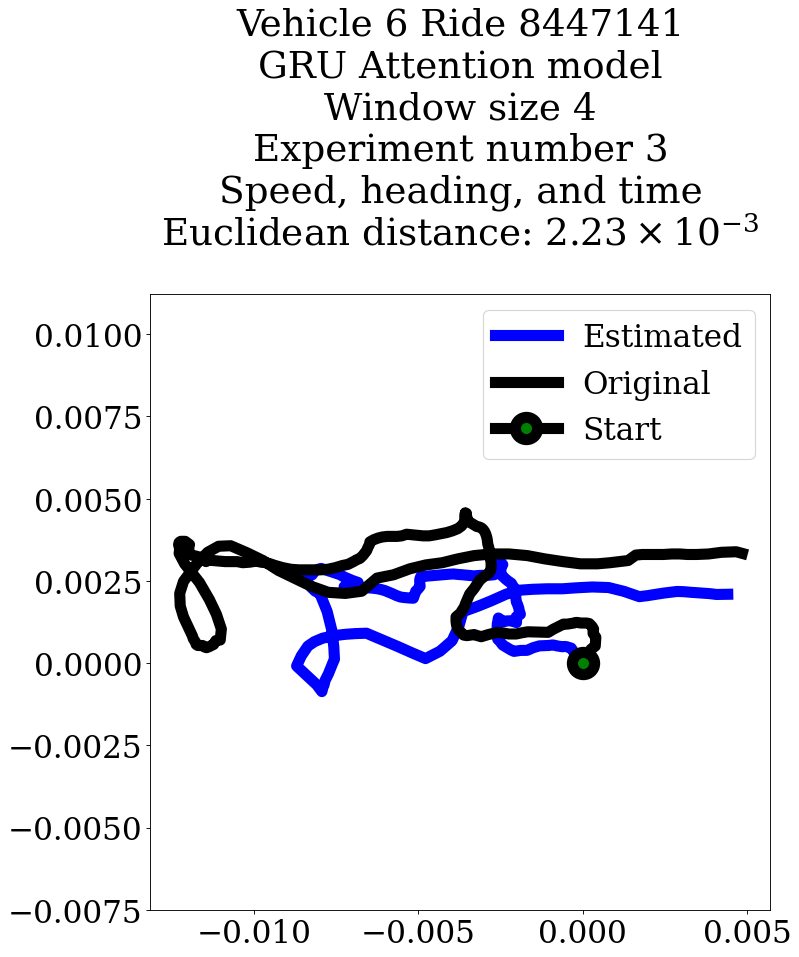 Vehicle 6 Ride 8447141
GRU Attention model
Window size 4
Experiment number 3
Speed, heading, and time
Euclidean distance: 2.23 × 10⁻³
Estimated
Original
Start
0.0100
0.0075
0.0050
0.0025
0.0000
−0.0025
−0.0050
−0.0075
−0.010
−0.005
0.000
0.005